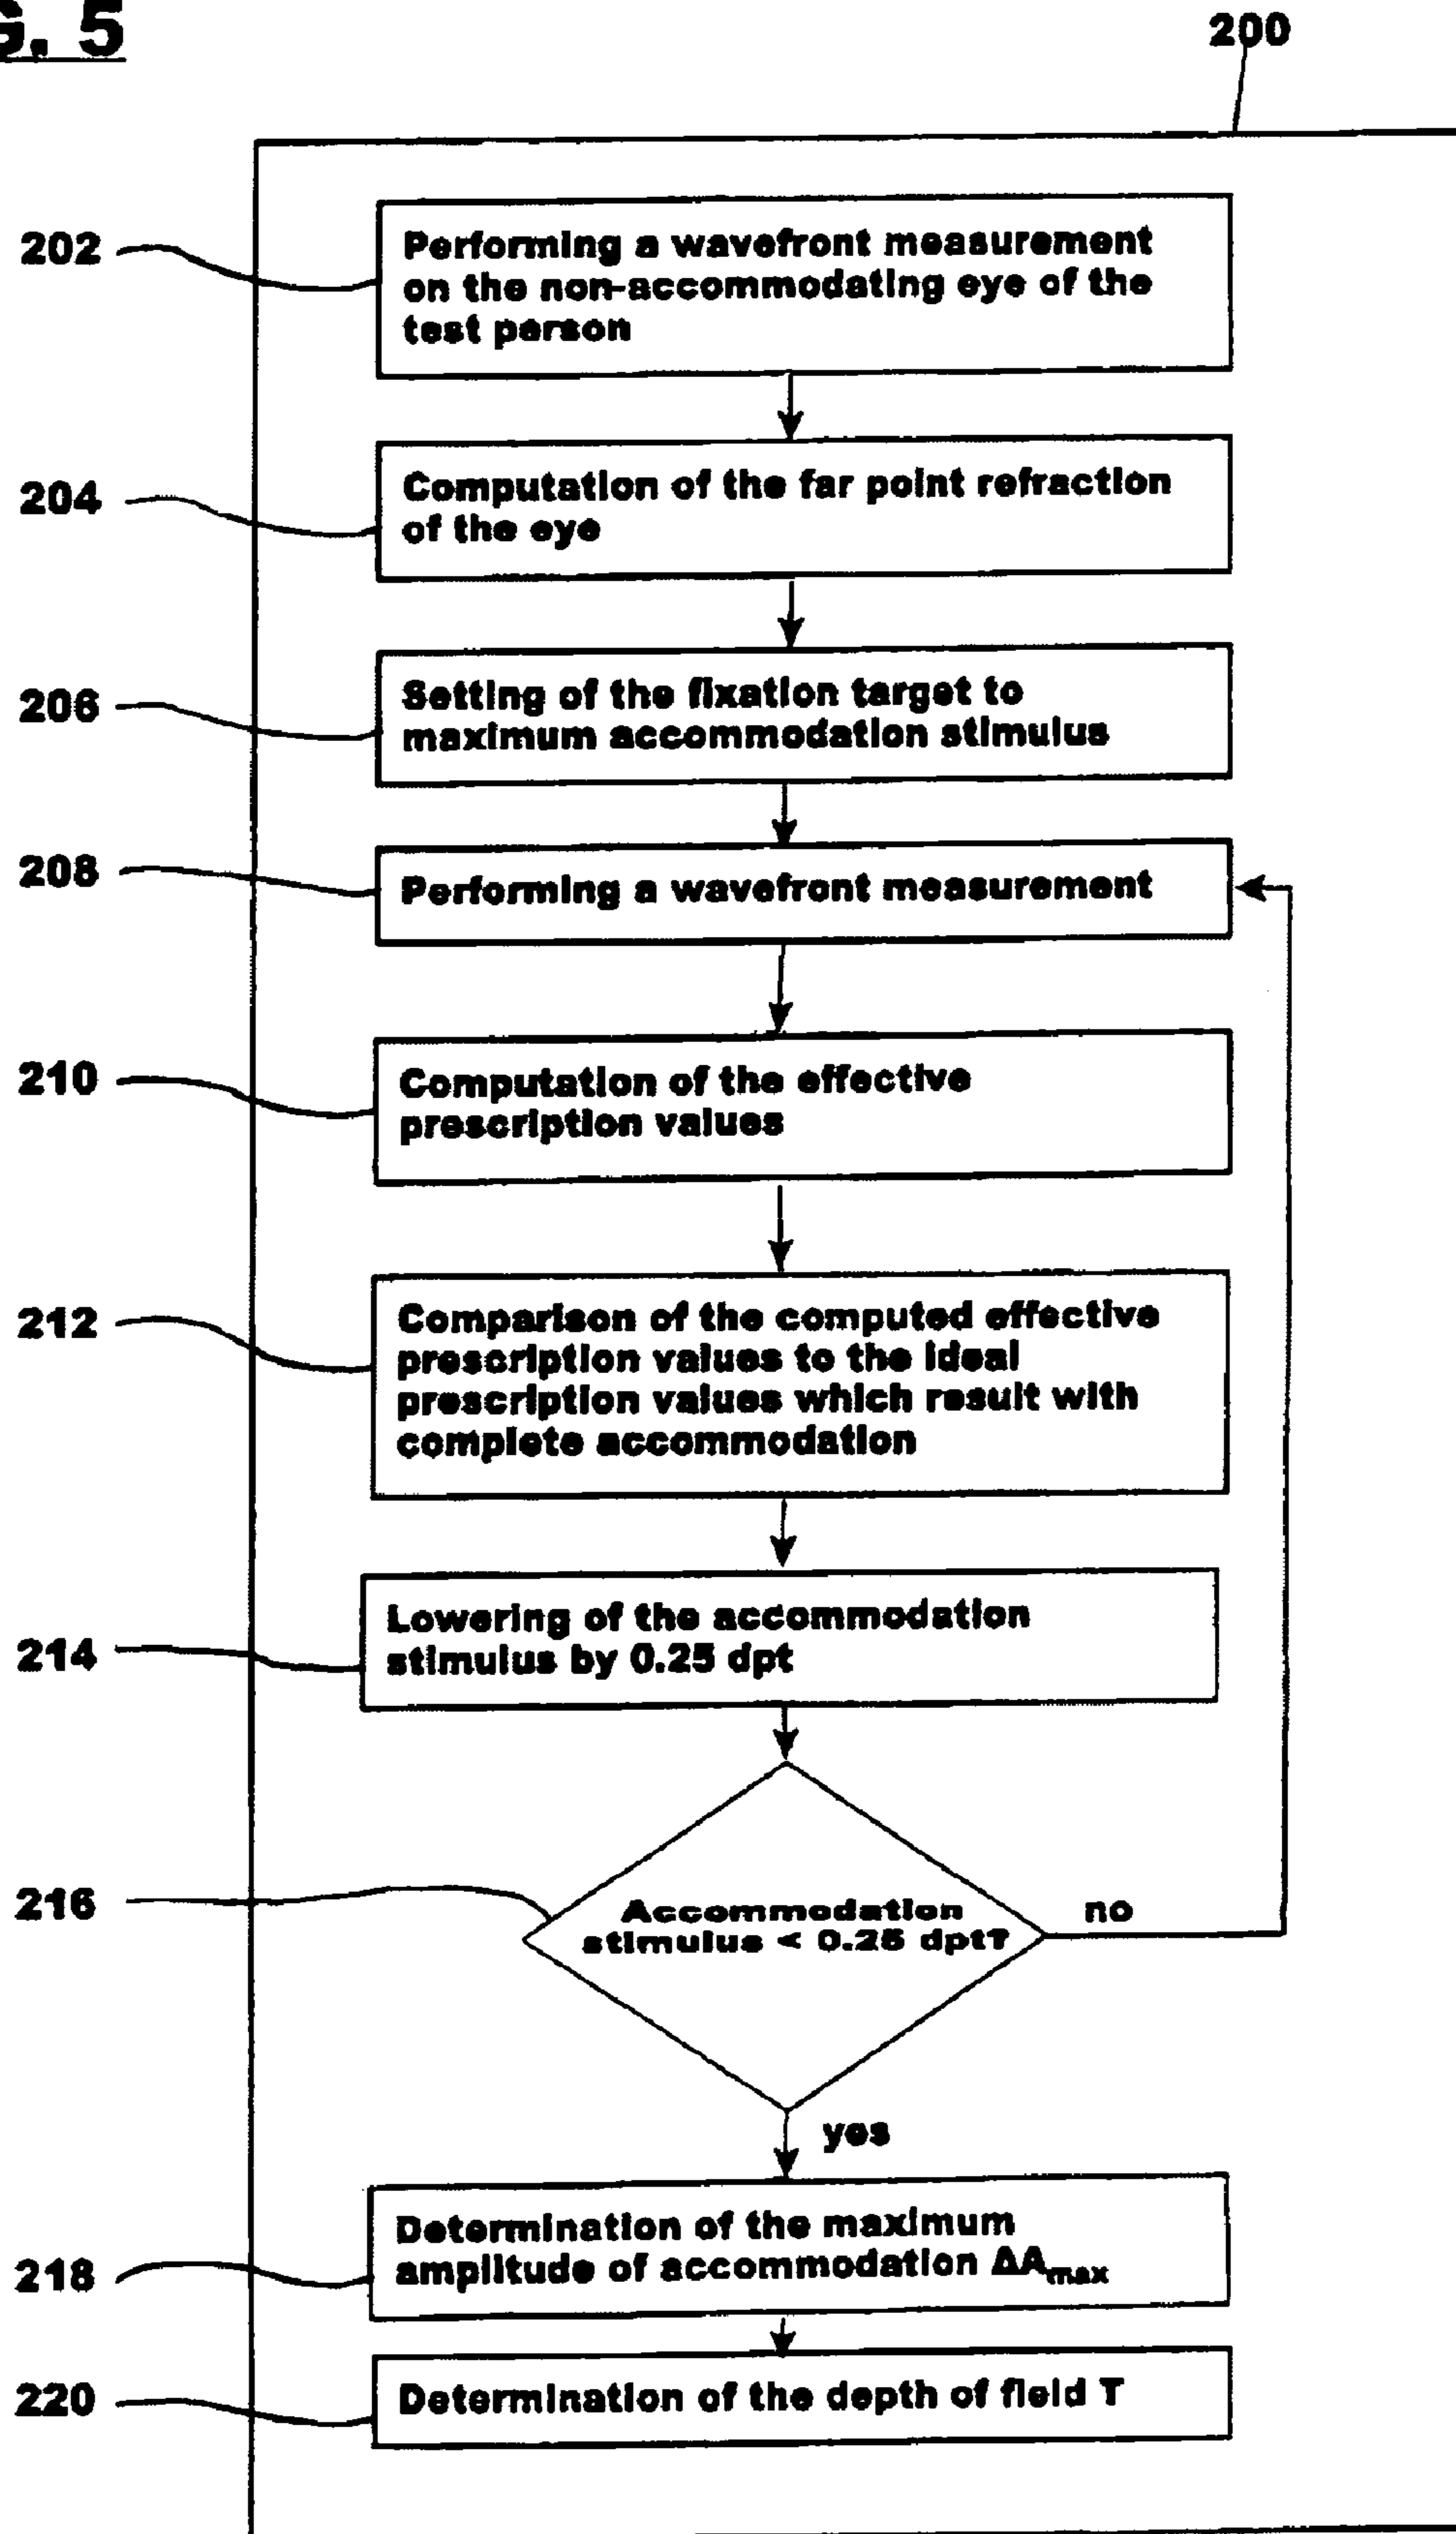 G. 5
200
202
Performing a wavefront measurement
on the non-accommodating eye of the
test person
204
Computation of the far point refraction
of the eye
206
Setting of the fixation target to
maximum accommodation stimulus
208
Performing a wavefront measurement
210
Computation of the effective
prescription values
212
Comparison of the computed effective
prescription values to the ideal
prescription values which result with
complete accommodation
214
Lowering of the accommodation
stimulus by 0.25 dpt
216
Accommodation
stimulus < 0.25 dpt?
no
yes
218
Determination of the maximum
amplitude of accommodation ΔAmax
220
Determination of the depth of field T